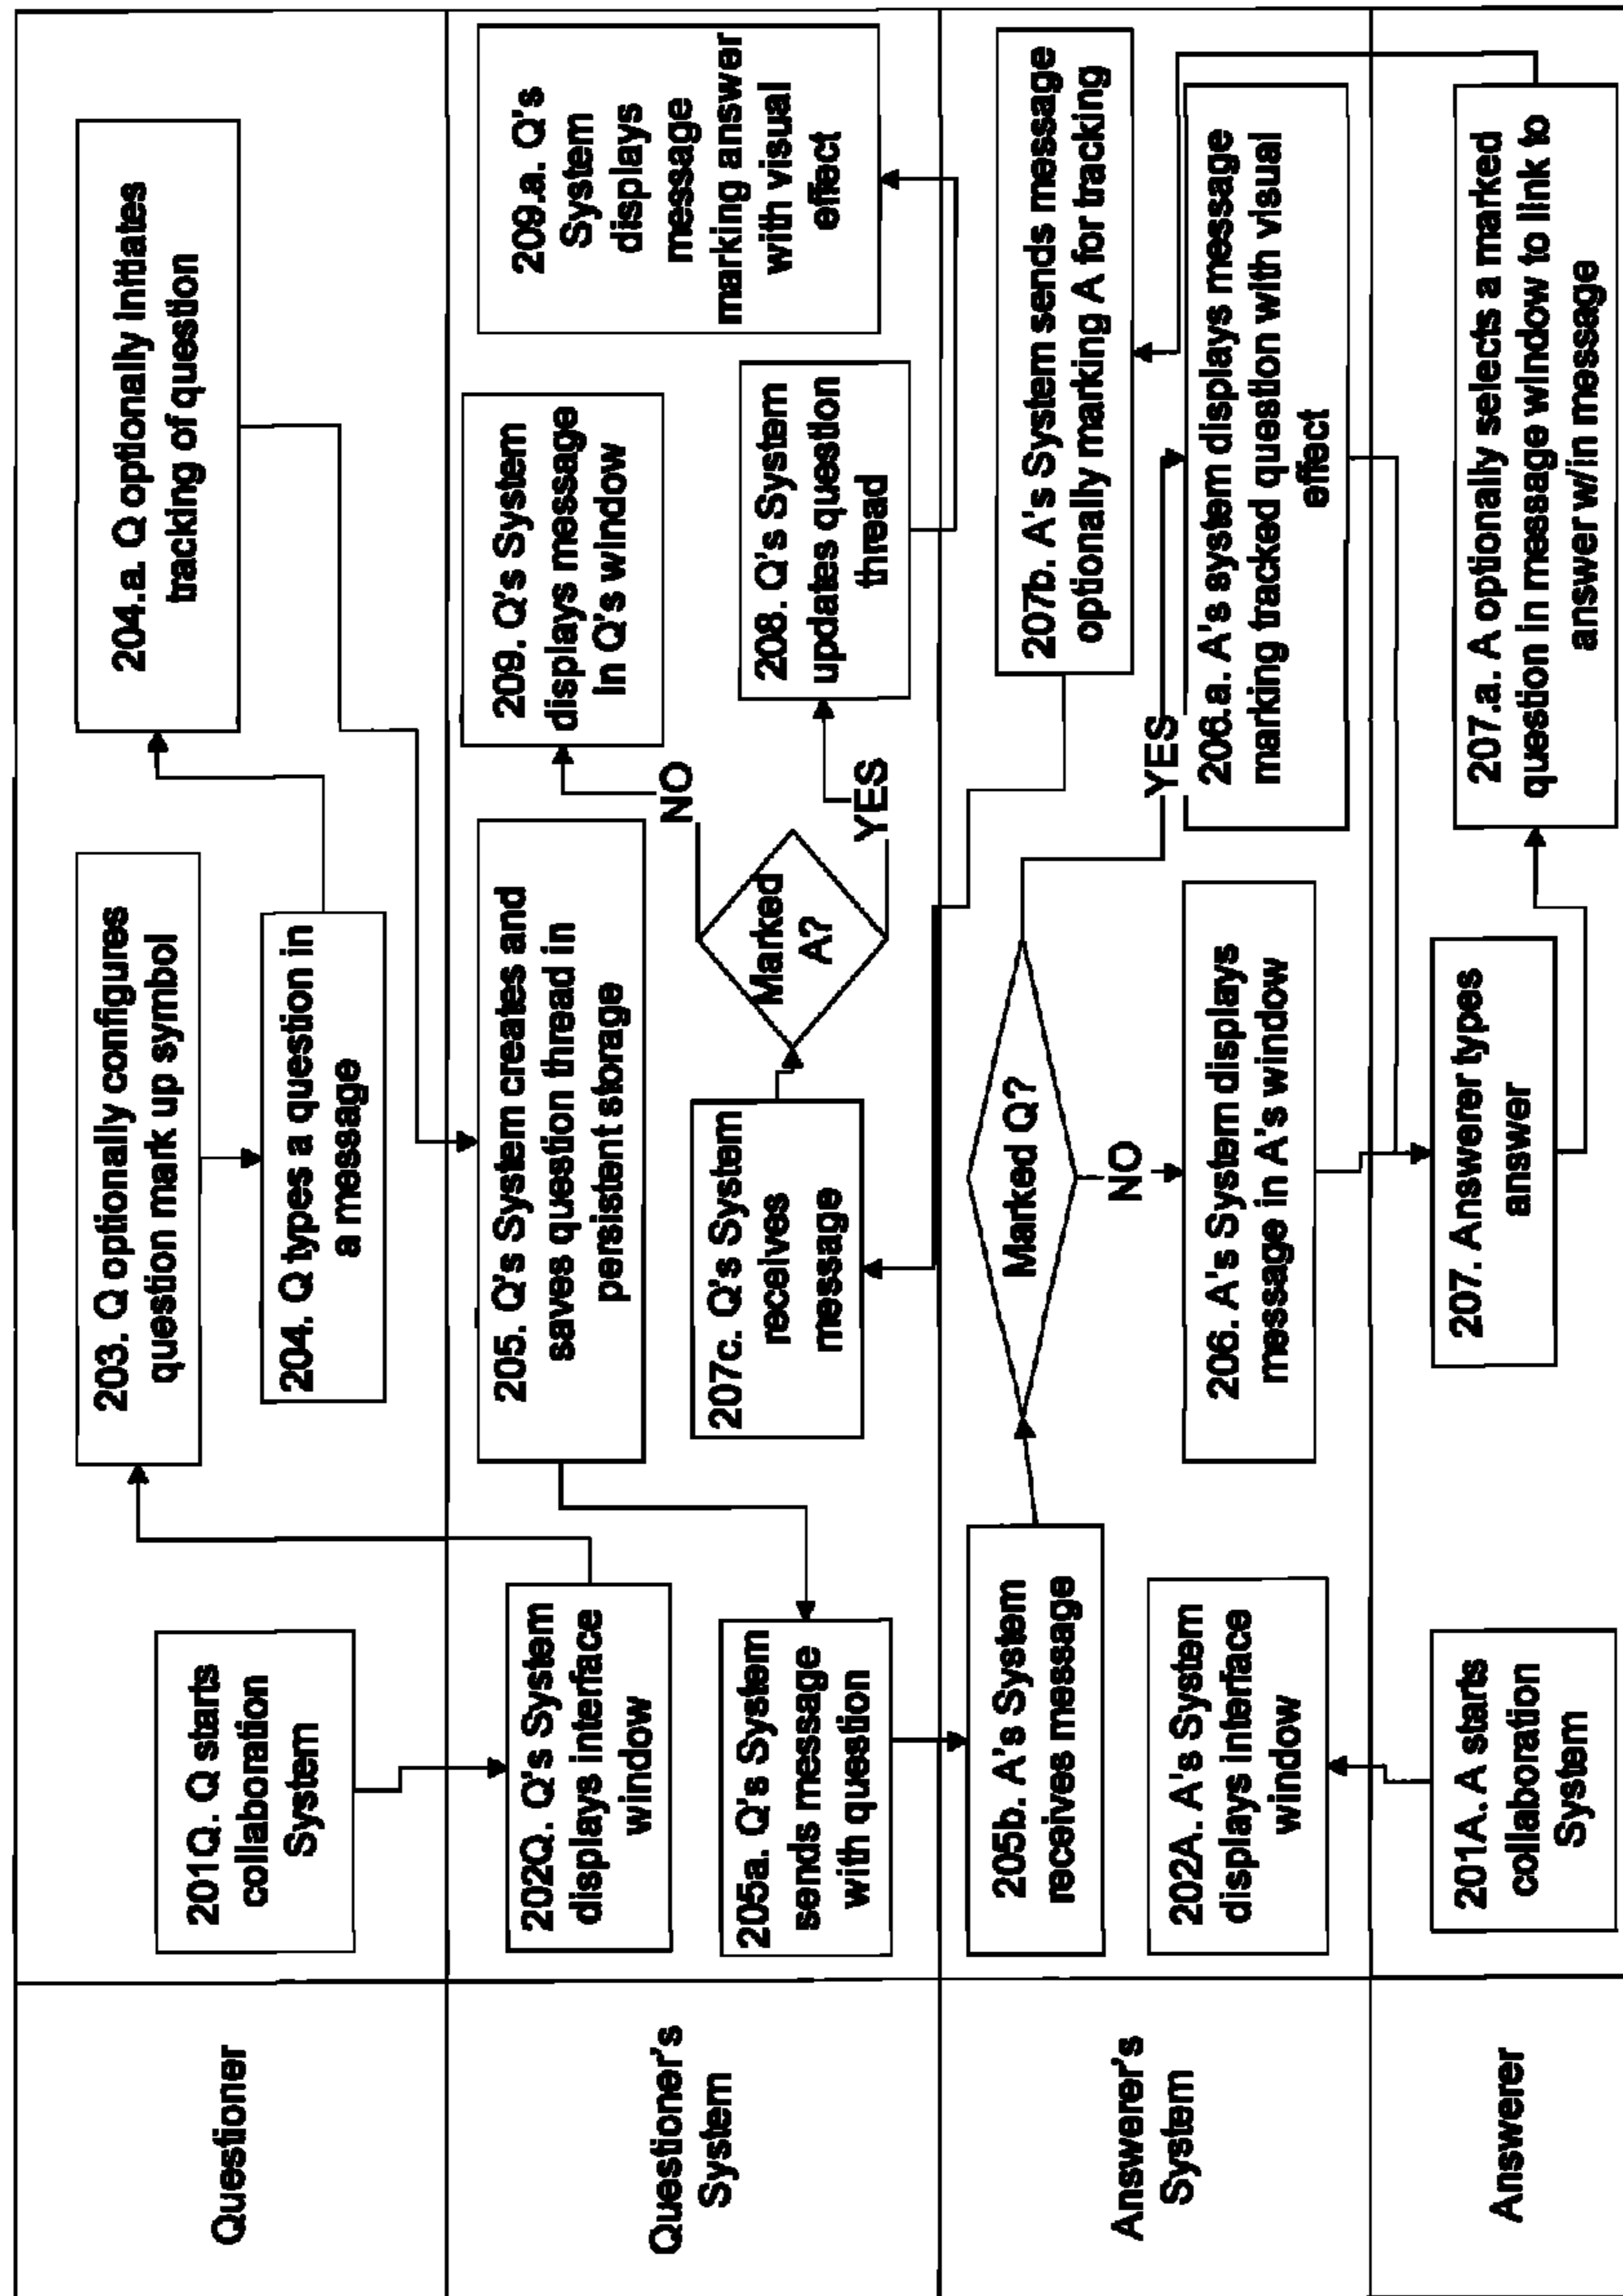 Questioner
201Q. Q starts
collaboration
System
203. Q optionally configures
question mark up symbol
204. Q types a question in
a message
204.a. Q optionally initiates
tracking of question
Questioner's
System
202Q. Q's System
displays interface
window
205a. Q's System
sends message
with question
205. Q's System creates and
saves question thread in
persistent storage
207c. Q's System
receives
message
Marked
A?
NO
YES
209. Q's System
displays message
in Q's window
208. Q's System
updates question
thread
209.a. Q's
System
displays
message
marking answer
with visual
effect
Answerer's
System
205b. A's System
receives message
202A. A's System
displays interface
window
Marked Q?
NO
YES
206. A's System displays
message in A's window
207b. A's System sends message
optionally marking A for tracking
206.a. A's system displays message
marking tracked question with visual
effect
Answerer
201A. A starts
collaboration
System
207. Answerer types
answer
207.a. A optionally selects a marked
question in message window to link to
answer w/in message